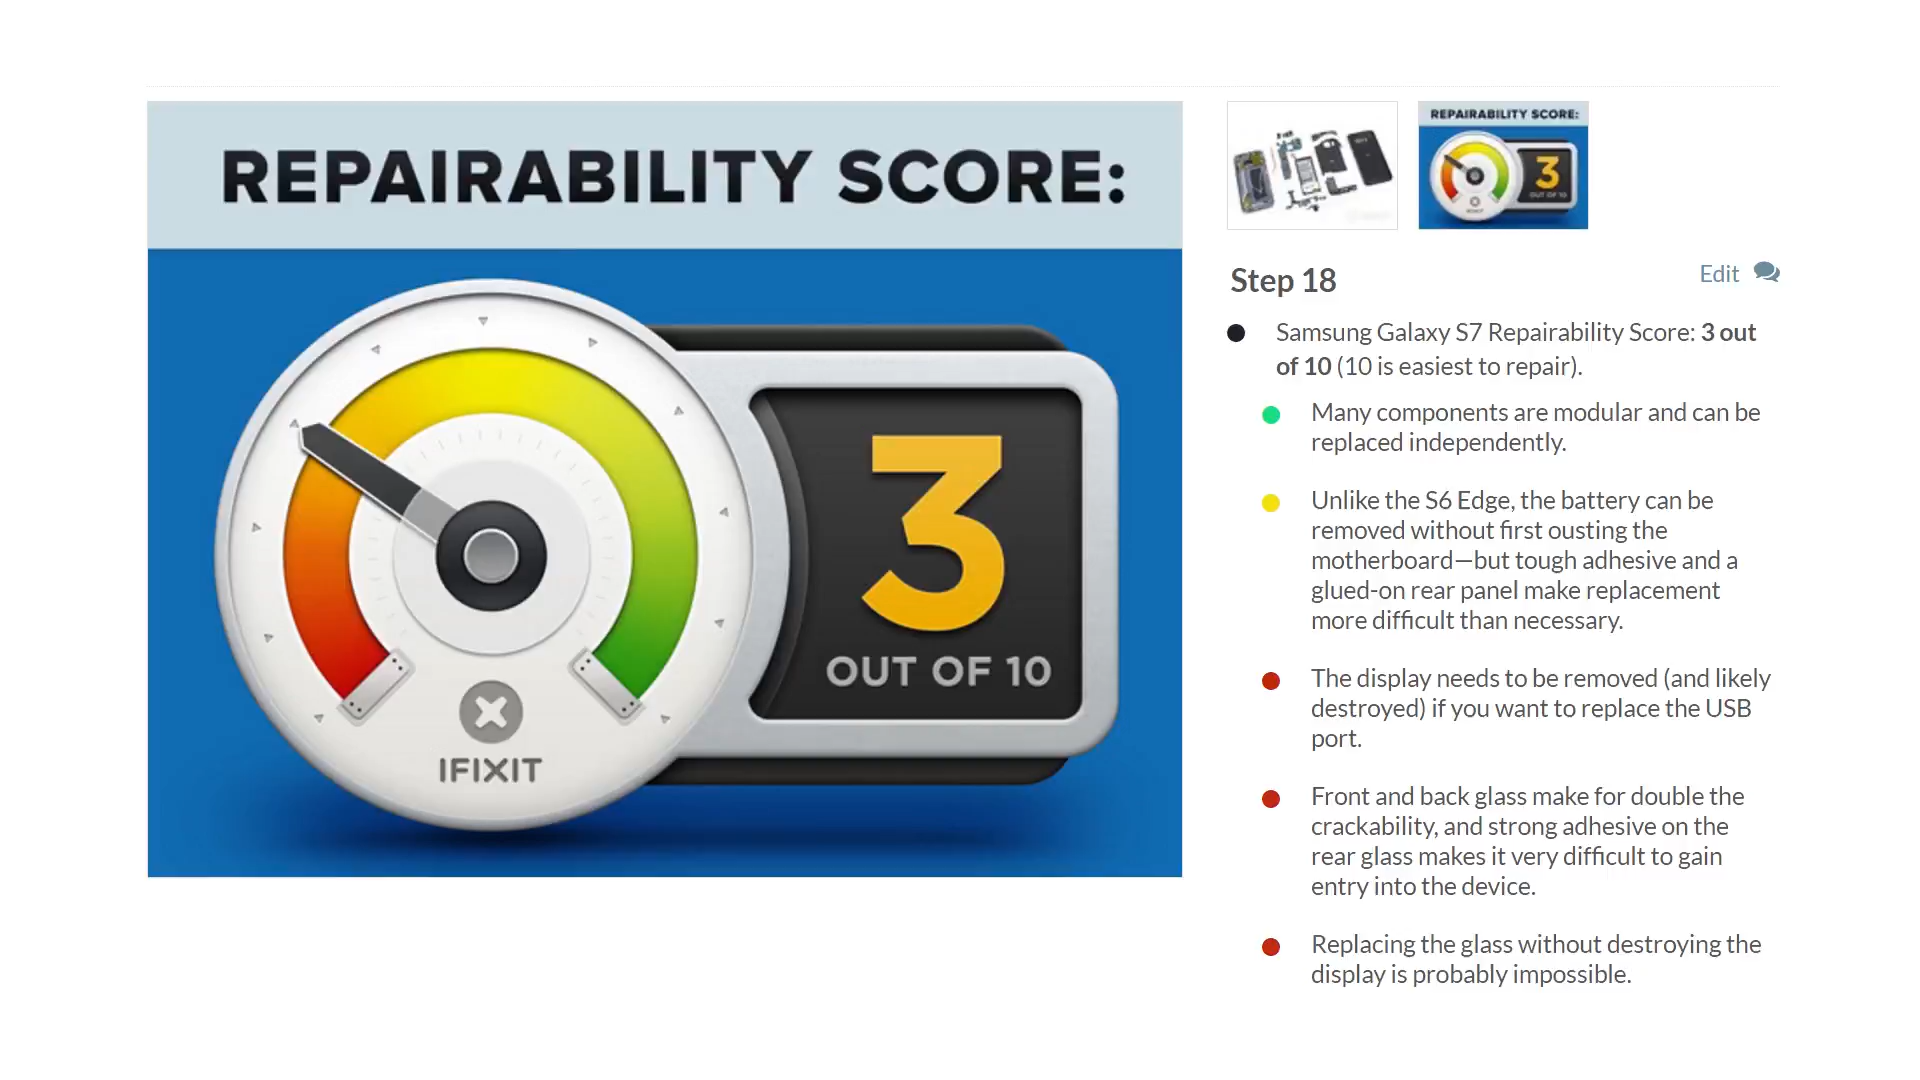 REPAIRABILITY SCORE:
3
OUT OF 10
IFIXIT
REPAIRABILITY SCORE:
3
OUT OF 10
IFIXIT
Step 18
Edit
Samsung Galaxy S7 Repairability Score: 3 out
of 10 (10 is easiest to repair).
Many components are modular and can be
replaced independently.
Unlike the S6 Edge, the battery can be
removed without first ousting the
motherboard—but tough adhesive and a
glued-on rear panel make replacement
more difficult than necessary.
The display needs to be removed (and likely
destroyed) if you want to replace the USB
port.
Front and back glass make for double the
crackability, and strong adhesive on the
rear glass makes it very difficult to gain
entry into the device.
Replacing the glass without destroying the
display is probably impossible.